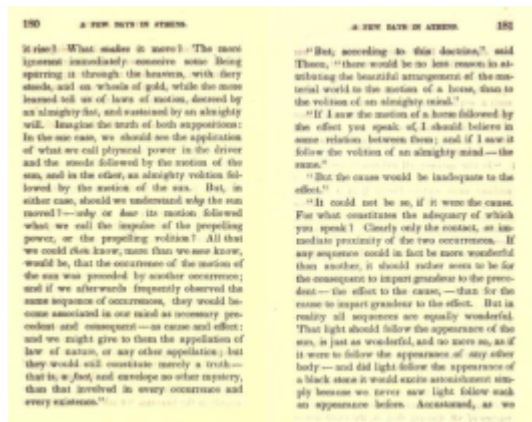 180 A FEW DAYS IN ATHENS.
it rise? What makes it move? The more
ignorant immediately conceive some Being
spurring it through the heavens, with fiery
steeds, and on wheels of gold, while the more
learned tell us of laws of motion, decreed by
an almighty fiat, and sustained by an almighty
will. Imagine the truth of both suppositions:
In the one case, we should see the application
of what we call physical power in the driver
and the steeds followed by the motion of the
sun, and in the other, an almighty volition fol-
lowed by the motion of the sun. But, in
either case, should we understand why the sun
moved?—why or how its motion followed
what we call the impulse of the propelling
power, or the propelling volition? All that
we could then know, more than we now know,
would be, that the occurrence of the motion of
the sun was preceded by another occurrence;
and if we afterwards frequently observed the
same sequence of occurrences, they would be-
come associated in our mind as necessary pre-
cedent and consequent—as cause and effect:
and we might give to them the appellation of
law of nature, or any other appellation; but
they would still constitute merely a truth—
that is, a fact, and envelope no other mystery,
than that involved in every occurrence and
every existence."
A FEW DAYS IN ATHENS. 181
"But, according to this doctrine," said
Theon, "there would be no less reason in at-
tributing the beautiful arrangement of the ma-
terial world to the motion of a horse, than to
the volition of an almighty mind."
"If I saw the motion of a horse followed by
the effect you speak of, I should believe in
some relation between them; and if I saw it
follow the volition of an almighty mind—the
same."
"But the cause would be inadequate to the
effect."
"It could not be so, if it were the cause.
For what constitutes the adequacy of which
you speak? Clearly only the contact, or im-
mediate proximity of the two occurrences. If
any sequence could in fact be more wonderful
than another, it should rather seem to be for
the consequent to impart grandeur to the prece-
dent—the effect to the cause,—than for the
cause to impart grandeur to the effect. But in
reality all sequences are equally wonderful.
That light should follow the appearance of the
sun, is just as wonderful, and no more so, as if
it were to follow the appearance of any other
body—and did light follow the appearance of
a black stone it would excite astonishment sim-
ply because we never saw light follow such
an appearance before. Accustomed, as we